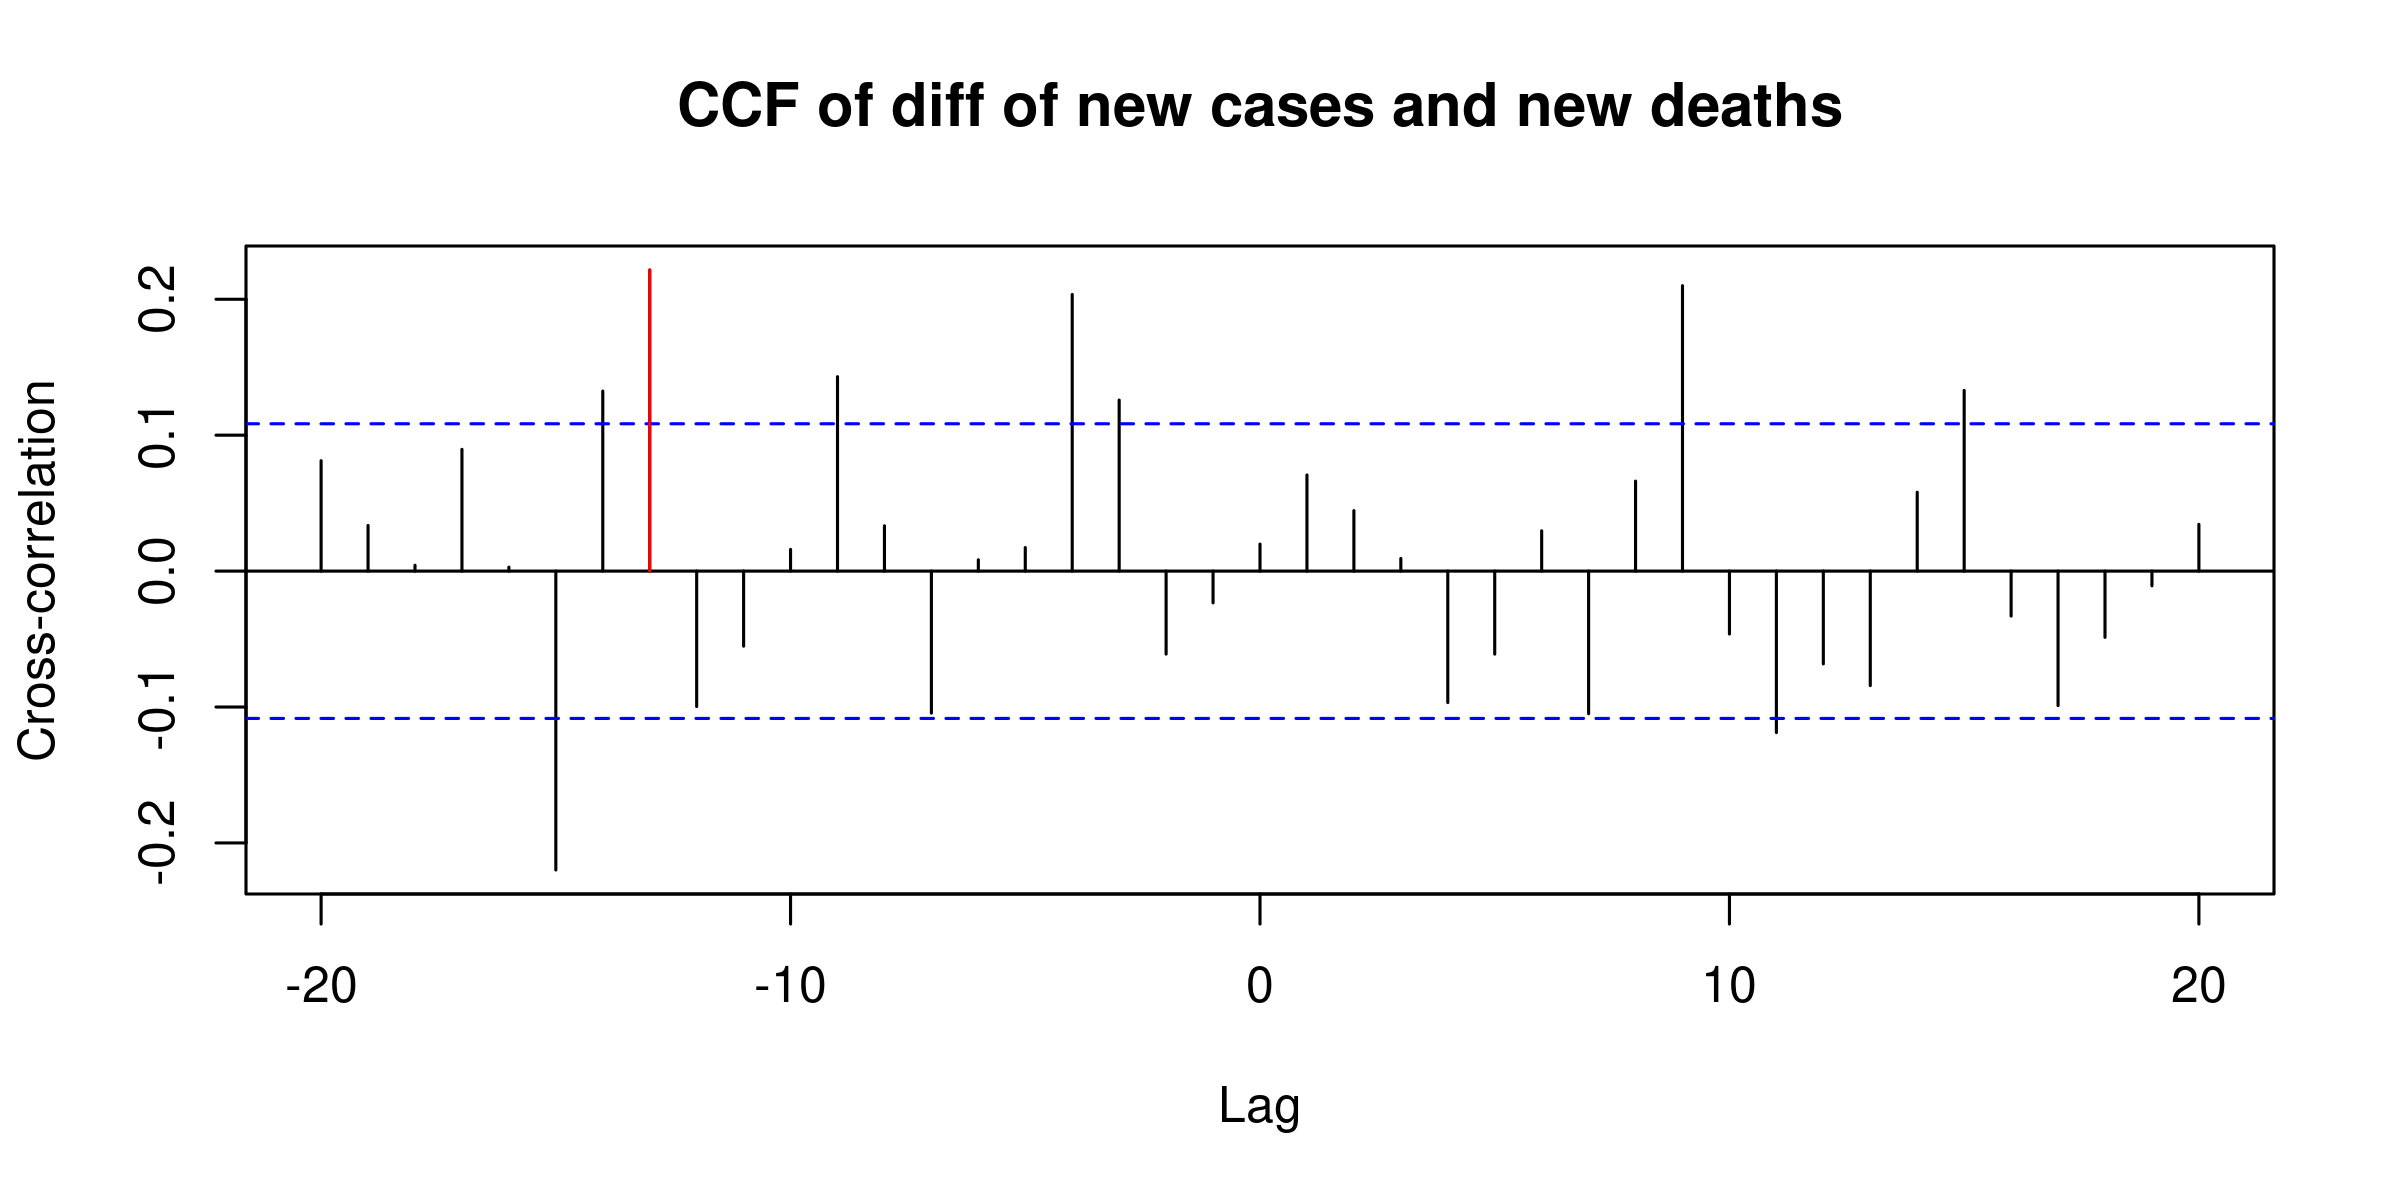 CCF of diff of new cases and new deaths
Cross-correlation
0.2
0.1
0.0
-0.1
-0.2
-20 -10 0 10 20
Lag